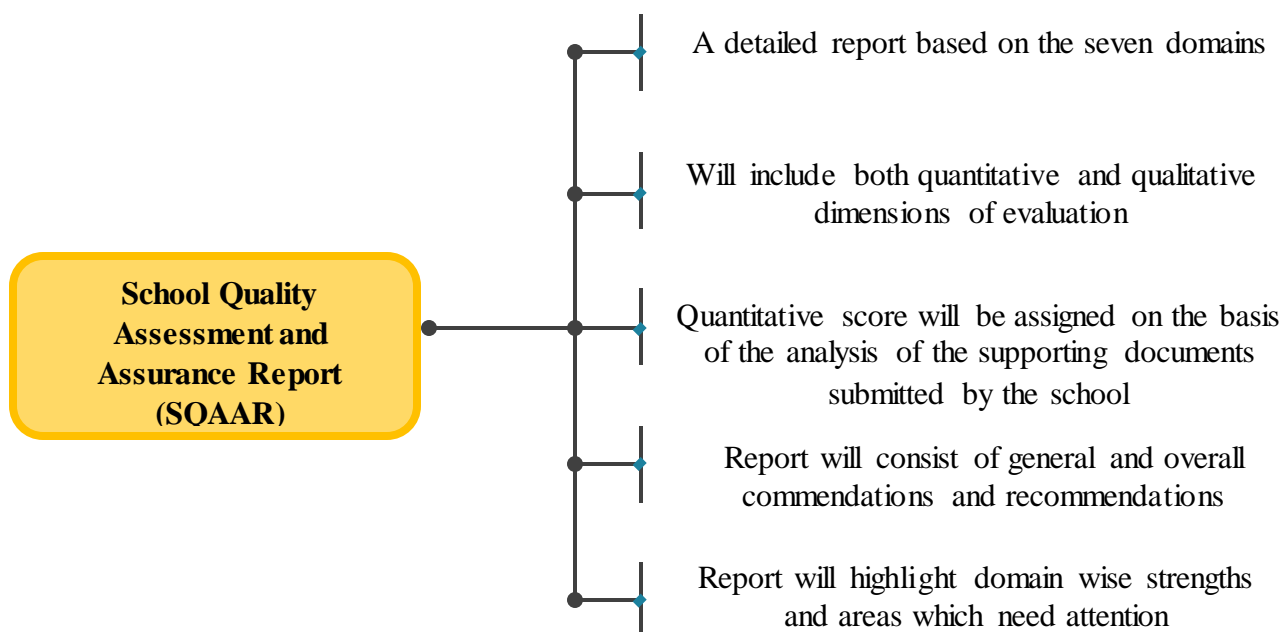 School Quality
Assessment and
Assurance Report
(SQAAR)
A detailed report based on the seven domains
Will include both quantitative and qualitative
dimensions of evaluation
Quantitative score will be assigned on the basis
of the analysis of the supporting documents
submitted by the school
Report will consist of general and overall
commendations and recommendations
Report will highlight domain wise strengths
and areas which need attention